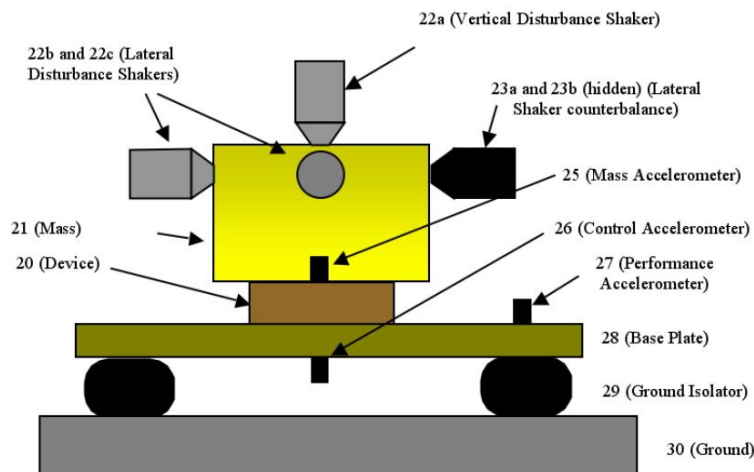 22a (Vertical Disturbance Shaker)
22b and 22c (Lateral
Disturbance Shakers)
23a and 23b (hidden) (Lateral
Shaker counterbalance)
25 (Mass Accelerometer)
21 (Mass)
26 (Control Accelerometer)
20 (Device)
27 (Performance
Accelerometer)
28 (Base Plate)
29 (Ground Isolator)
30 (Ground)